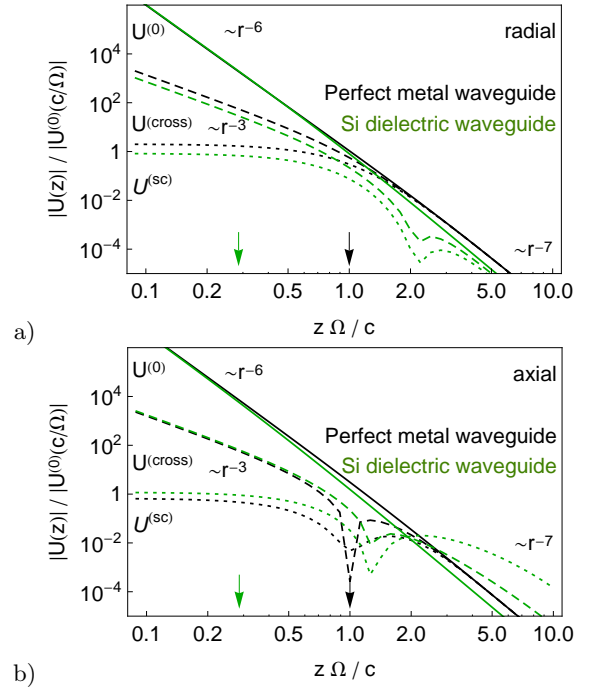 U(0) ~r-6 radial
10⁴
Perfect metal waveguide
10²
U(cross) ~r-3 Si dielectric waveguide
1
U(sc)
10⁻²
10⁻⁴ ~r-7
|U(z)| / |U(0)(c/Ω)|
0.1 0.2 0.5 1.0 2.0 5.0 10.0
a) z Ω / c
U(0) ~r-6 axial
10⁴
Perfect metal waveguide
10²
U(cross) ~r-3 Si dielectric waveguide
1
U(sc)
10⁻² ~r-7
10⁻⁴
|U(z)| / |U(0)(c/Ω)|
0.1 0.2 0.5 1.0 2.0 5.0 10.0
b) z Ω / c